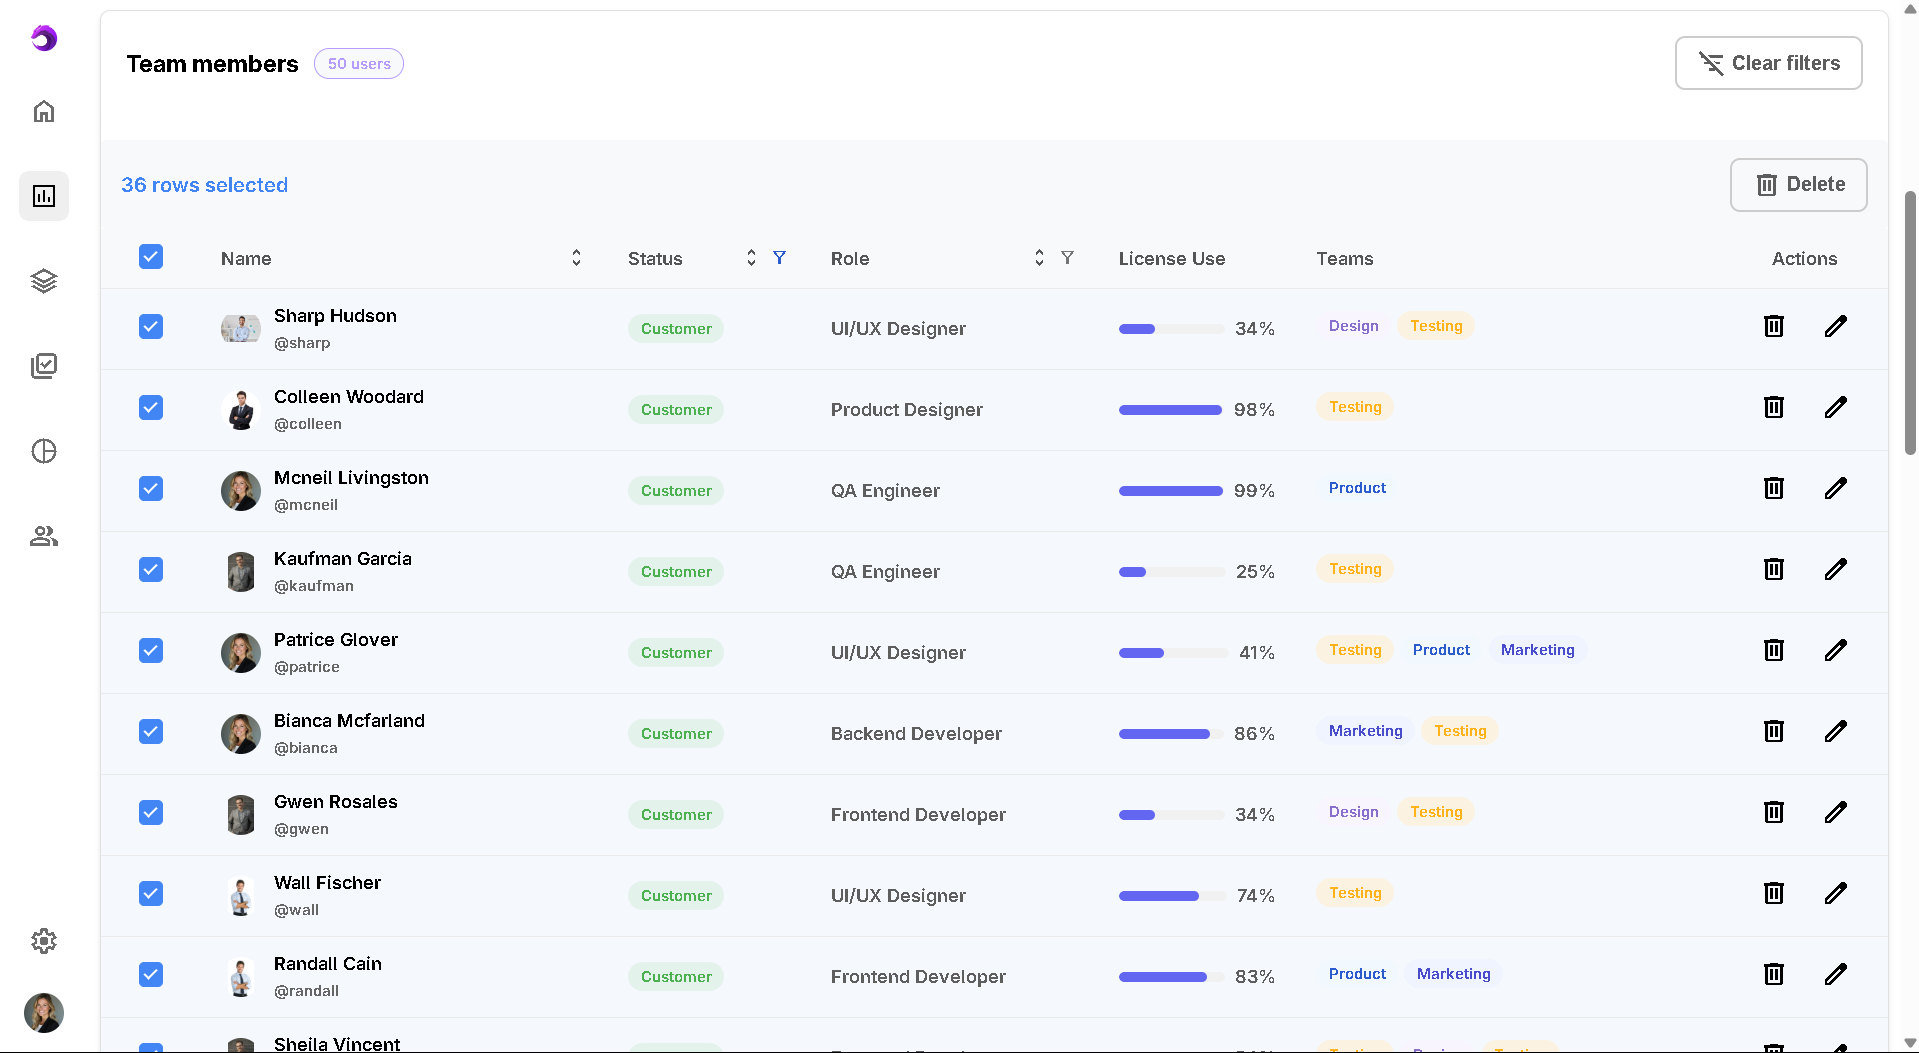 Team members 50 users Clear filters
36 rows selected Delete
Name Status Role License Use Teams Actions
Sharp Hudson
@sharp
Customer UI/UX Designer 34% Design Testing
Colleen Woodard
@colleen
Customer Product Designer 98% Testing
Mcneil Livingston
@mcneil
Customer QA Engineer 99% Product
Kaufman Garcia
@kaufman
Customer QA Engineer 25% Testing
Patrice Glover
@patrice
Customer UI/UX Designer 41% Testing Product Marketing
Bianca Mcfarland
@bianca
Customer Backend Developer 86% Marketing Testing
Gwen Rosales
@gwen
Customer Frontend Developer 34% Design Testing
Wall Fischer
@wall
Customer UI/UX Designer 74% Testing
Randall Cain
@randall
Customer Frontend Developer 83% Product Marketing
Sheila Vincent